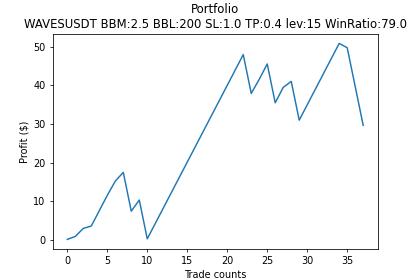 Portfolio
WAVESUSDT BBM:2.5 BBL:200 SL:1.0 TP:0.4 lev:15 WinRatio:79.0
50
40
30
20
10
0
Profit ($)
0 5 10 15 20 25 30 35
Trade counts